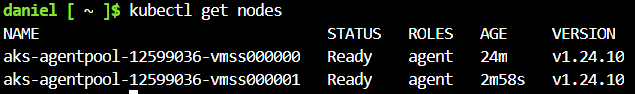 daniel [ ~ ]$ kubectl get nodes
NAME STATUS ROLES AGE VERSION
aks-agentpool-12599036-vmss000000 Ready agent 24m v1.24.10
aks-agentpool-12599036-vmss000001 Ready agent 2m58s v1.24.10